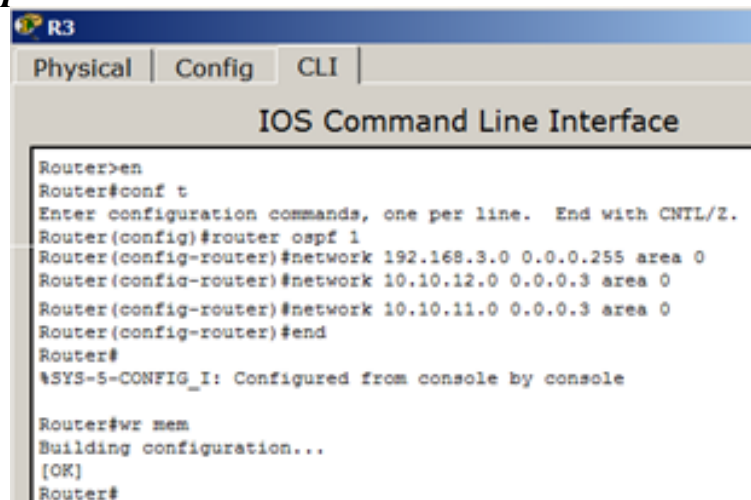 R3
Physical Config CLI
IOS Command Line Interface
Router>en
Router#conf t
Enter configuration commands, one per line.  End with CNTL/Z.
Router(config)#router ospf 1
Router(config-router)#network 192.168.3.0 0.0.0.255 area 0
Router(config-router)#network 10.10.12.0 0.0.0.3 area 0
Router(config-router)#network 10.10.11.0 0.0.0.3 area 0
Router(config-router)#end
Router#
%SYS-5-CONFIG_I: Configured from console by console
Router#wr mem
Building configuration...
[OK]
Router#